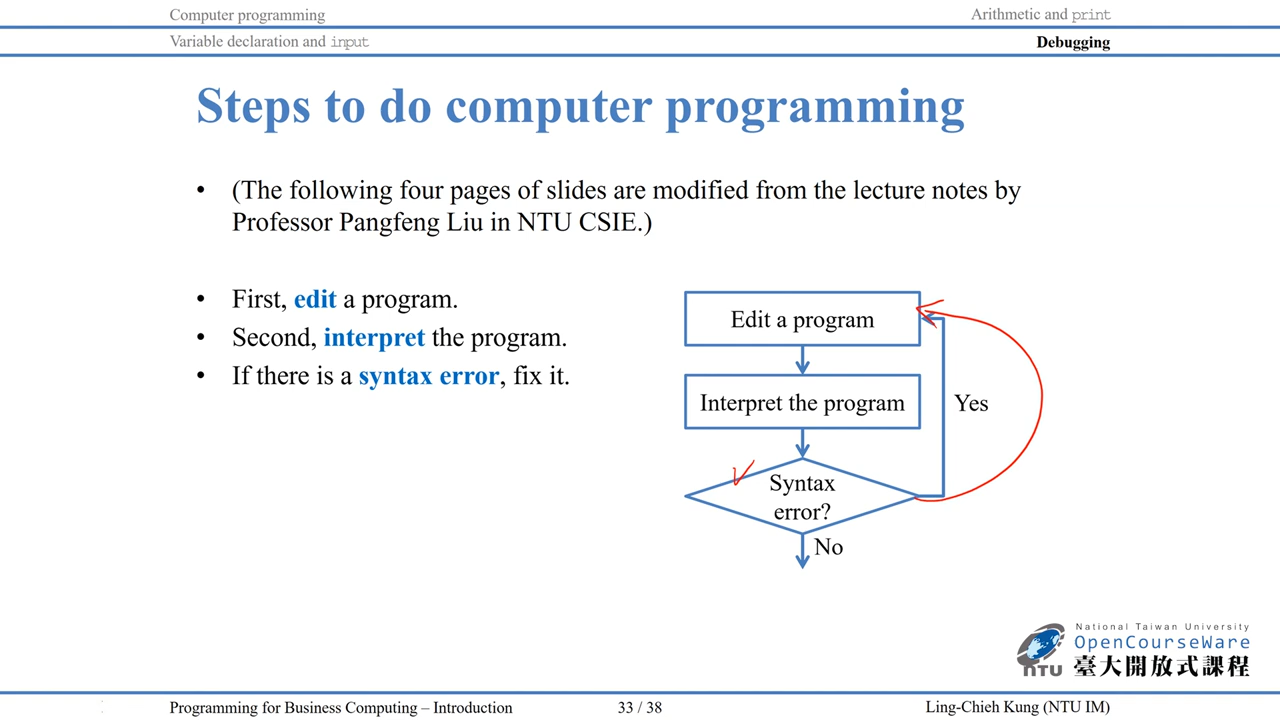 Computer programming
Arithmetic and print
Variable declaration and input
Debugging
Steps to do computer programming
• (The following four pages of slides are modified from the lecture notes by
Professor Pangfeng Liu in NTU CSIE.)
• First, edit a program.
• Second, interpret the program.
• If there is a syntax error, fix it.
Edit a program
Interpret the program
Yes
Syntax
error?
No
National Taiwan University
OpenCourseWare
NTU 臺大開放式課程
Programming for Business Computing – Introduction
33 / 38
Ling-Chieh Kung (NTU IM)